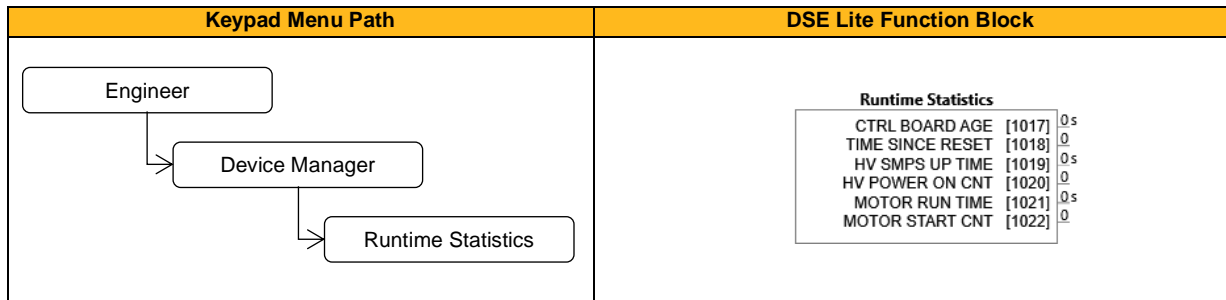 Keypad Menu Path
DSE Lite Function Block
Engineer
Device Manager
Runtime Statistics
Runtime Statistics
CTRL BOARD AGE [1017] 0 s
TIME SINCE RESET [1018] 0
HV SMPS UP TIME [1019] 0 s
HV POWER ON CNT [1020] 0
MOTOR RUN TIME [1021] 0 s
MOTOR START CNT [1022] 0